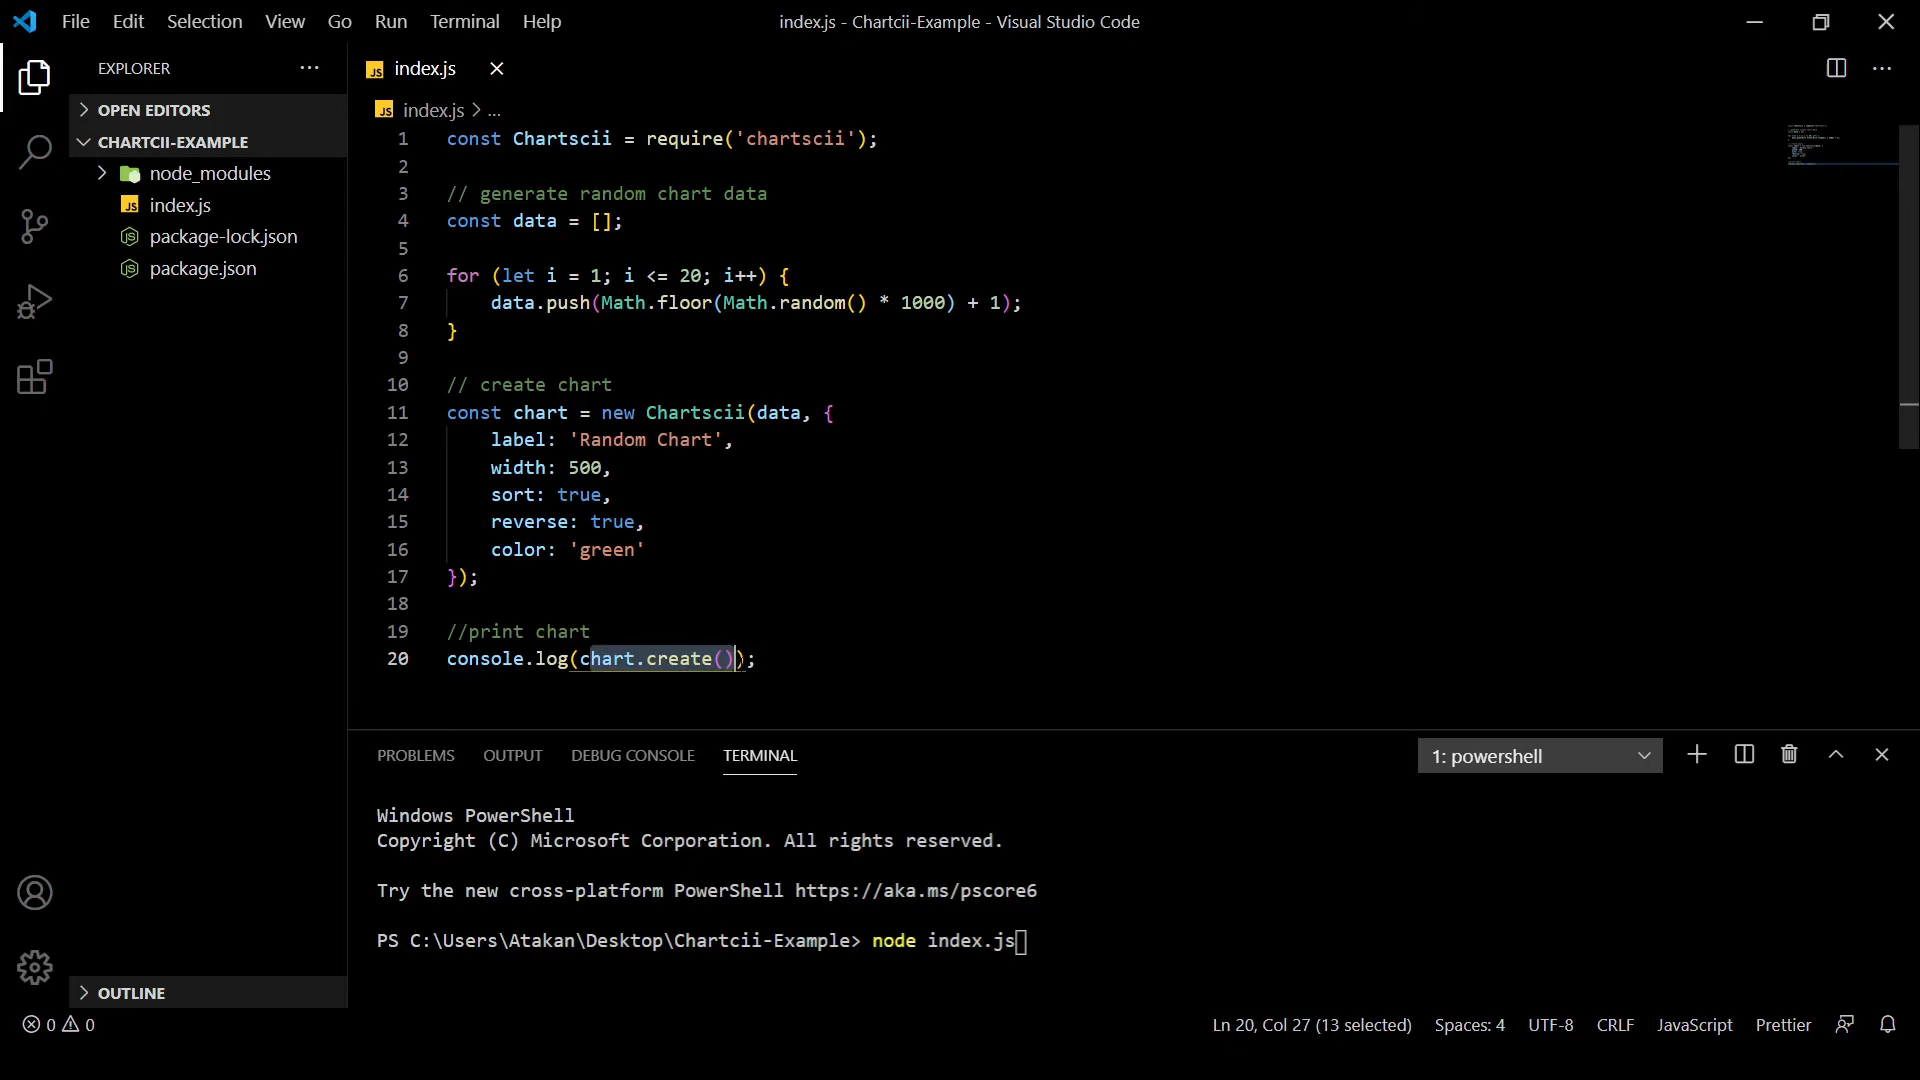 File Edit Selection View Go Run Terminal Help
index.js - Chartcii-Example - Visual Studio Code
EXPLORER
OPEN EDITORS
CHARTCII-EXAMPLE
node_modules
JS index.js
package-lock.json
package.json
OUTLINE
JS index.js
JS index.js > ...
1 const Chartscii = require('chartscii');
2
3 // generate random chart data
4 const data = [];
5
6 for (let i = 1; i <= 20; i++) {
7 data.push(Math.floor(Math.random() * 1000) + 1);
8 }
9
10 // create chart
11 const chart = new Chartscii(data, {
12 label: 'Random Chart',
13 width: 500,
14 sort: true,
15 reverse: true,
16 color: 'green'
17 });
18
19 //print chart
20 console.log(chart.create());
PROBLEMS OUTPUT DEBUG CONSOLE TERMINAL
1: powershell
Windows PowerShell
Copyright (C) Microsoft Corporation. All rights reserved.
Try the new cross-platform PowerShell https://aka.ms/pscore6
PS C:\Users\Atakan\Desktop\Chartcii-Example> node index.js
0 0
Ln 20, Col 27 (13 selected) Spaces: 4 UTF-8 CRLF JavaScript Prettier